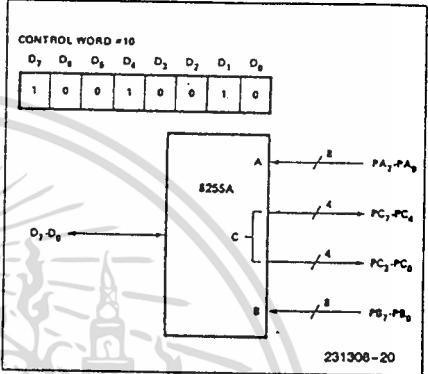 CONTROL WORD #10
D7 D6 D5 D4 D3 D2 D1 D0
1 0 0 1 0 0 1 0
8255A
A
8
PA7-PA0
4
PC7-PC4
D7-D0
C
4
PC3-PC0
B
8
PB7-PB0
231308-20